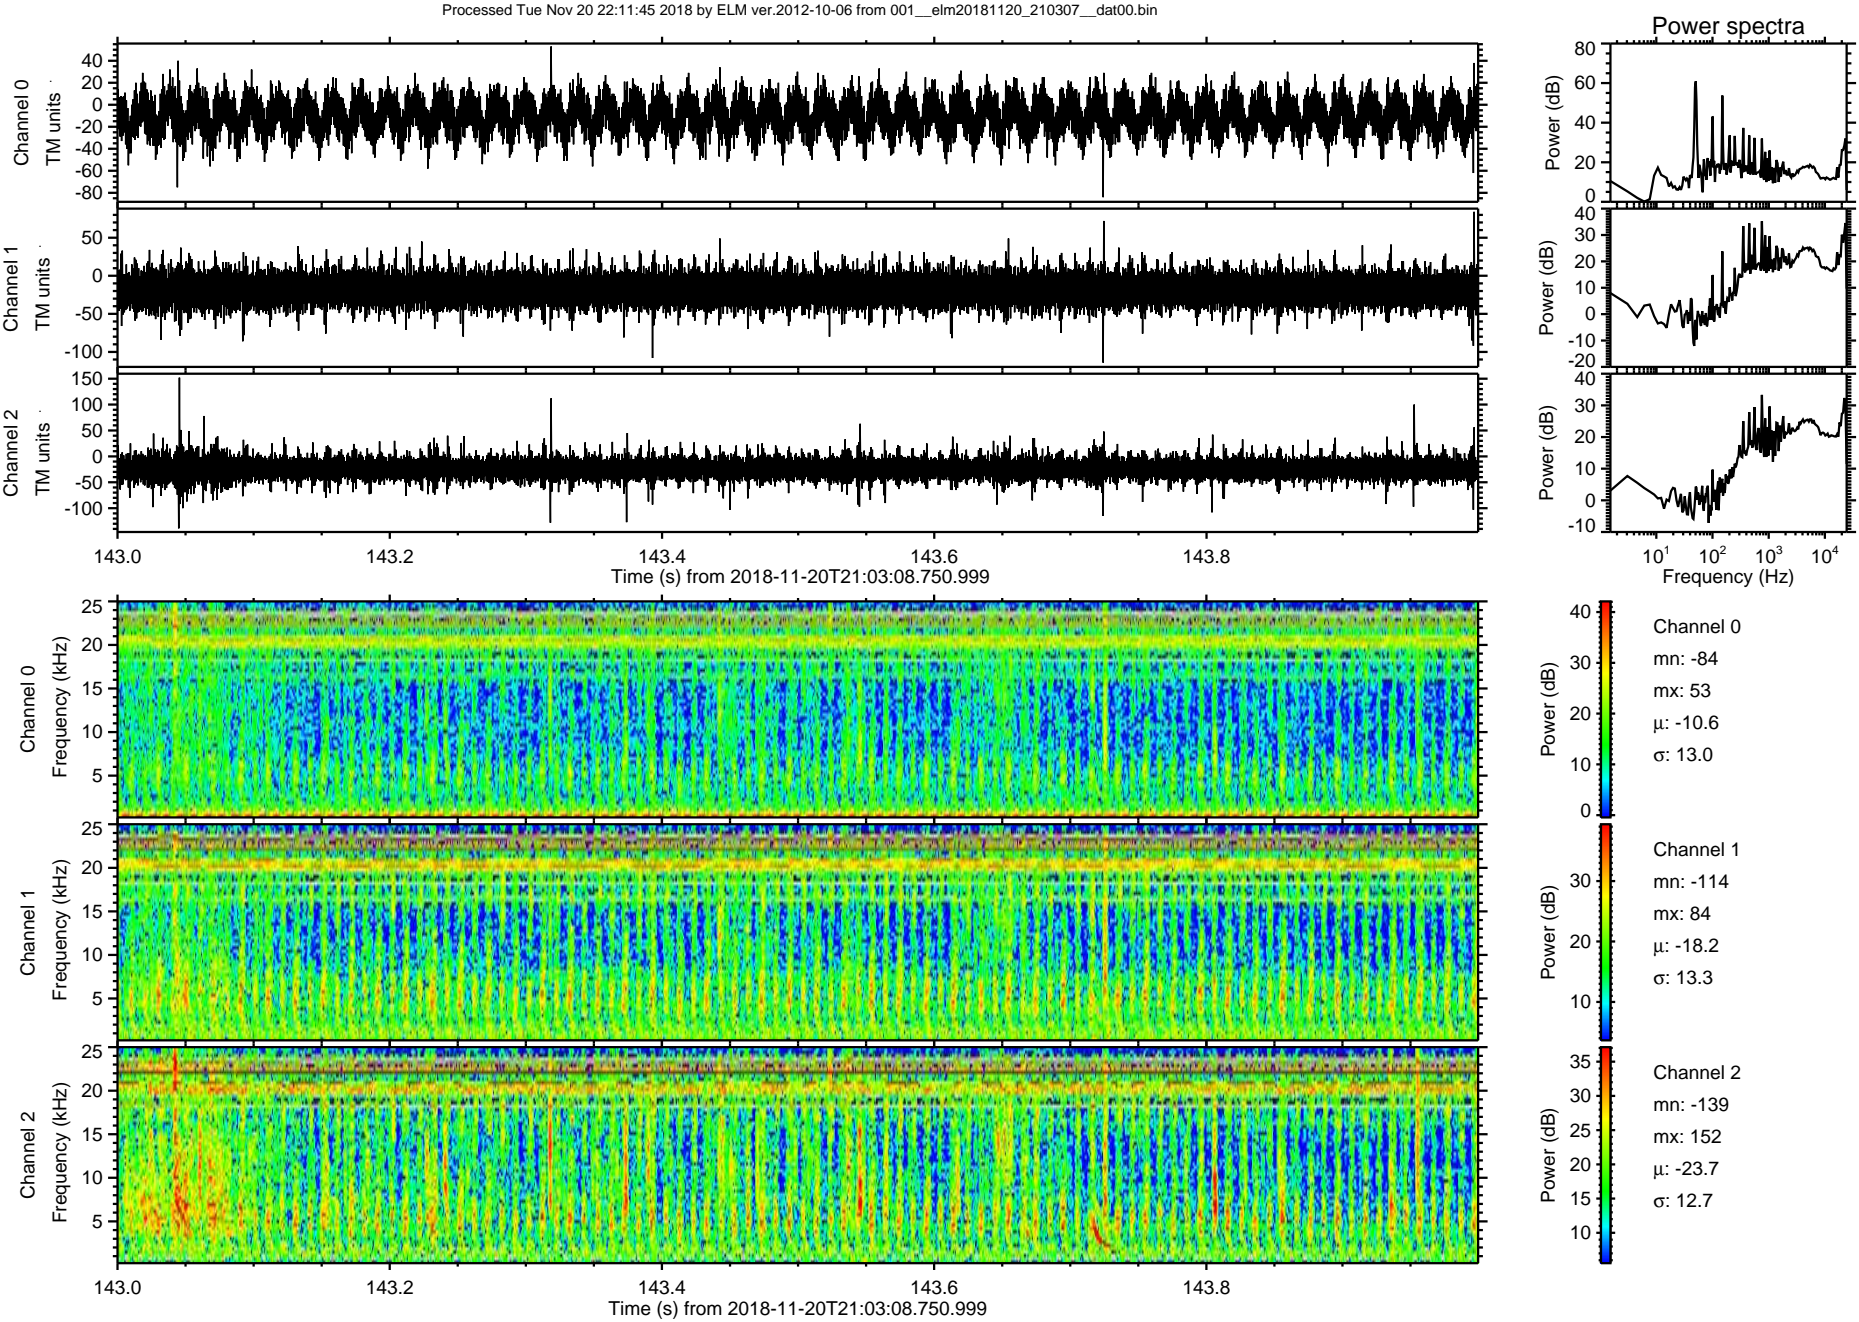 Processed Tue Nov 20 22:11:45 2018 by ELM ver.2012-10-06 from 001__elm20181120_210307__dat00.bin
Power spectra
Channel 0
TM units
40
20
0
-20
-40
-60
-80
Power (dB)
80
60
40
20
0
Channel 1
TM units
50
0
-50
-100
Power (dB)
40
30
20
10
0
-10
-20
Channel 2
TM units
150
100
50
0
-50
-100
Power (dB)
40
30
20
10
0
-10
143.0 143.2 143.4 143.6 143.8
Time (s) from 2018-11-20T21:03:08.750.999
10^1 10^2 10^3 10^4
Frequency (Hz)
Channel 0
Frequency (kHz)
25
20
15
10
5
Power (dB)
40
30
20
10
0
Channel 0
mn: -84
mx: 53
μ: -10.6
σ: 13.0
Channel 1
Frequency (kHz)
25
20
15
10
5
Power (dB)
30
20
10
Channel 1
mn: -114
mx: 84
μ: -18.2
σ: 13.3
Channel 2
Frequency (kHz)
25
20
15
10
5
Power (dB)
35
30
25
20
15
10
Channel 2
mn: -139
mx: 152
μ: -23.7
σ: 12.7
143.0 143.2 143.4 143.6 143.8
Time (s) from 2018-11-20T21:03:08.750.999